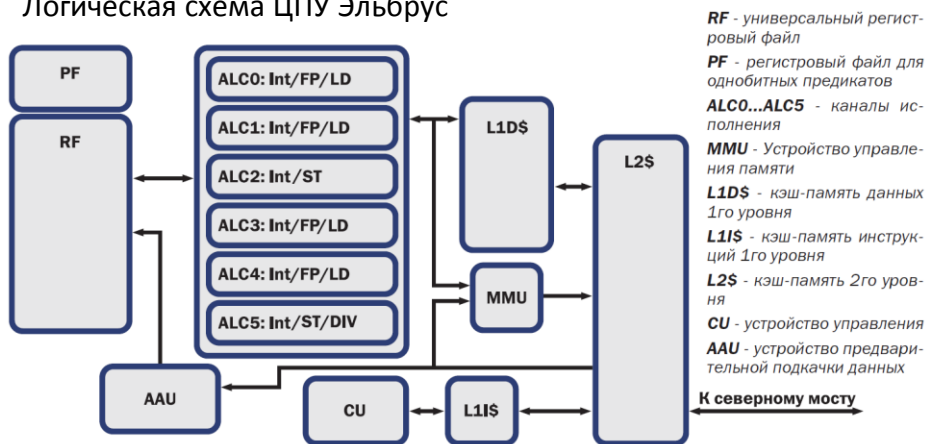 Логическая схема ЦПУ Эльбрус
PF
RF
ALC0: Int/FP/LD
ALC1: Int/FP/LD
ALC2: Int/ST
ALC3: Int/FP/LD
ALC4: Int/FP/LD
ALC5: Int/ST/DIV
L1D$
L2$
MMU
AAU
CU
L1I$
RF - универсальный регист-
ровый файл
PF - регистровый файл для
однобитных предикатов
ALC0...ALC5 - каналы ис-
полнения
MMU - Устройство управле-
ния памяти
L1D$ - кэш-память данных
1го уровня
L1I$ - кэш-память инструк-
ций 1го уровня
L2$ - кэш-память 2го уров-
ня
CU - устройство управления
AAU - устройство предвари-
тельной подкачки данных
К северному мосту